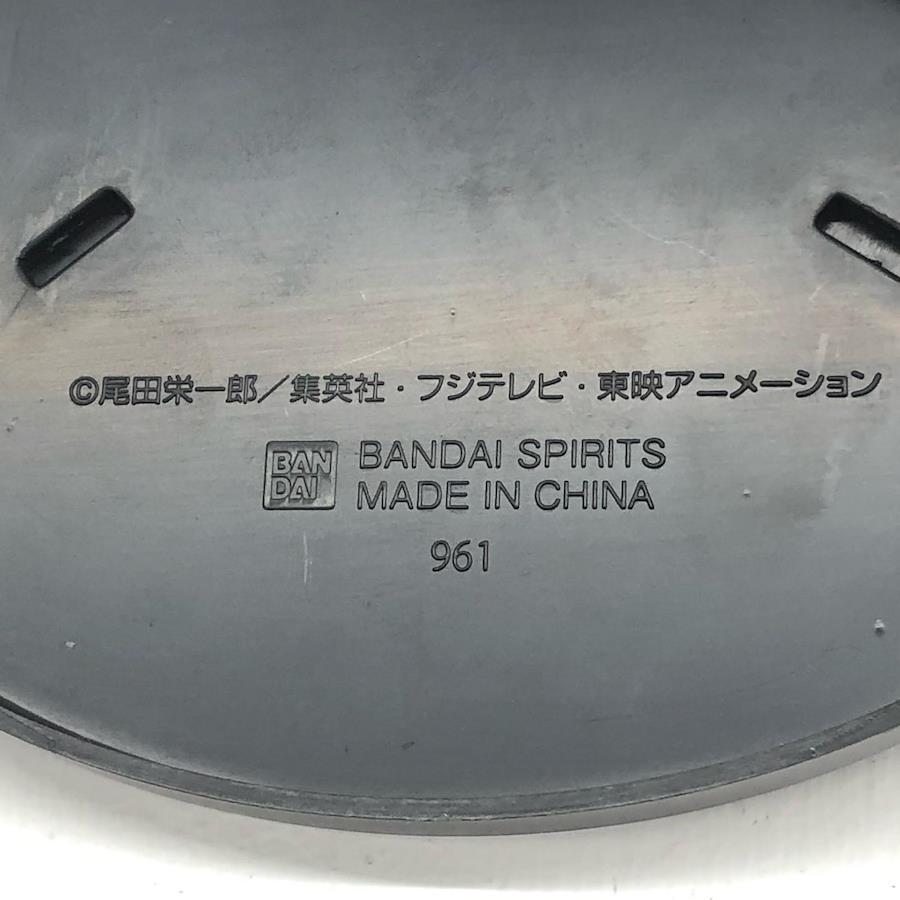 ©尾田栄一郎／集英社・フジテレビ・東映アニメーション
BAN
DAI
BANDAI SPIRITS
MADE IN CHINA
961